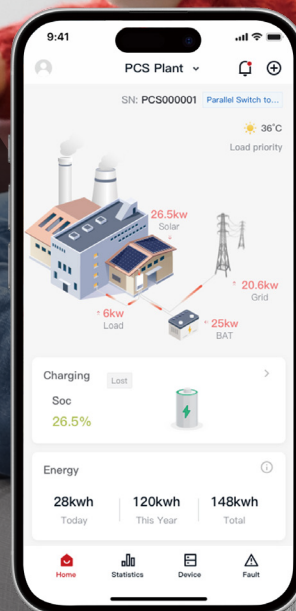 9:41
PCS Plant
SN: PCS000001 Parallel Switch to...
36°C
Load priority
26.5kw
Solar
20.6kw
Grid
6kw
Load
25kw
BAT
Charging Lost
Soc
26.5%
Energy
28kwh 120kwh 148kwh
Today This Year Total
Home Statistics Device Fault